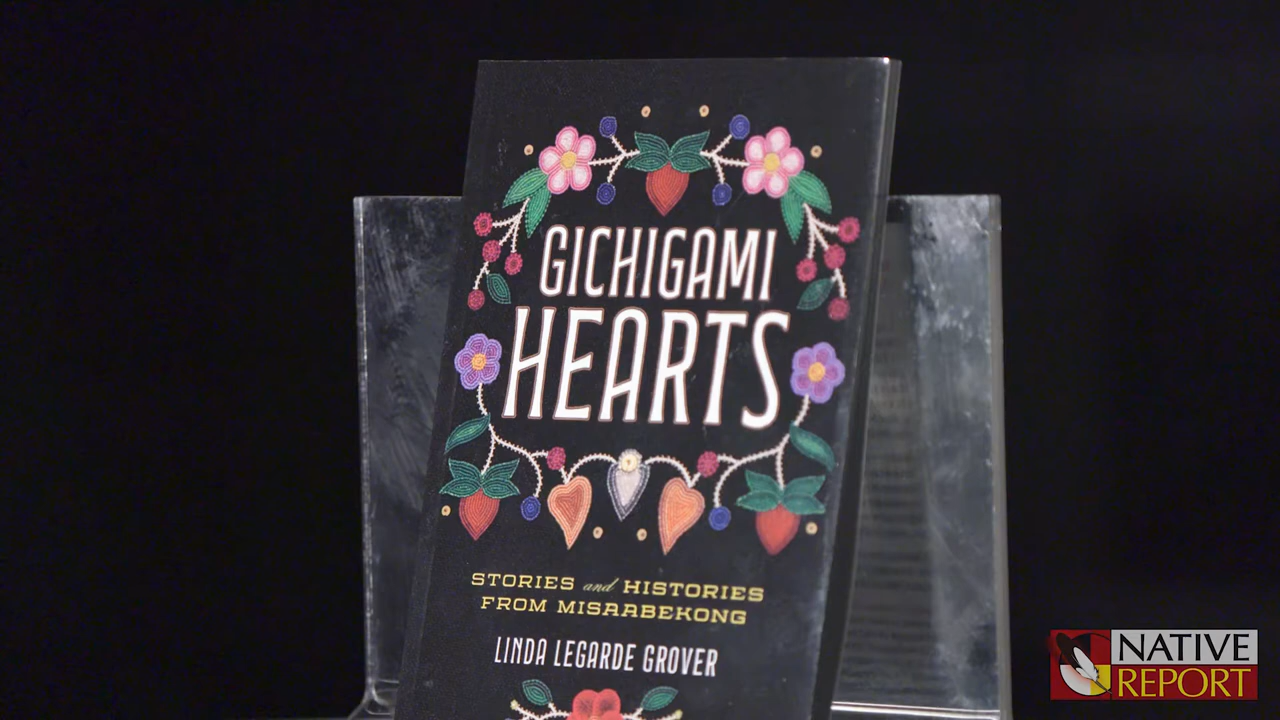 GICHIGAMI
HEARTS
STORIES and HISTORIES
FROM MISAABEKONG
LINDA LEGARDE GROVER
NATIVE
REPORT